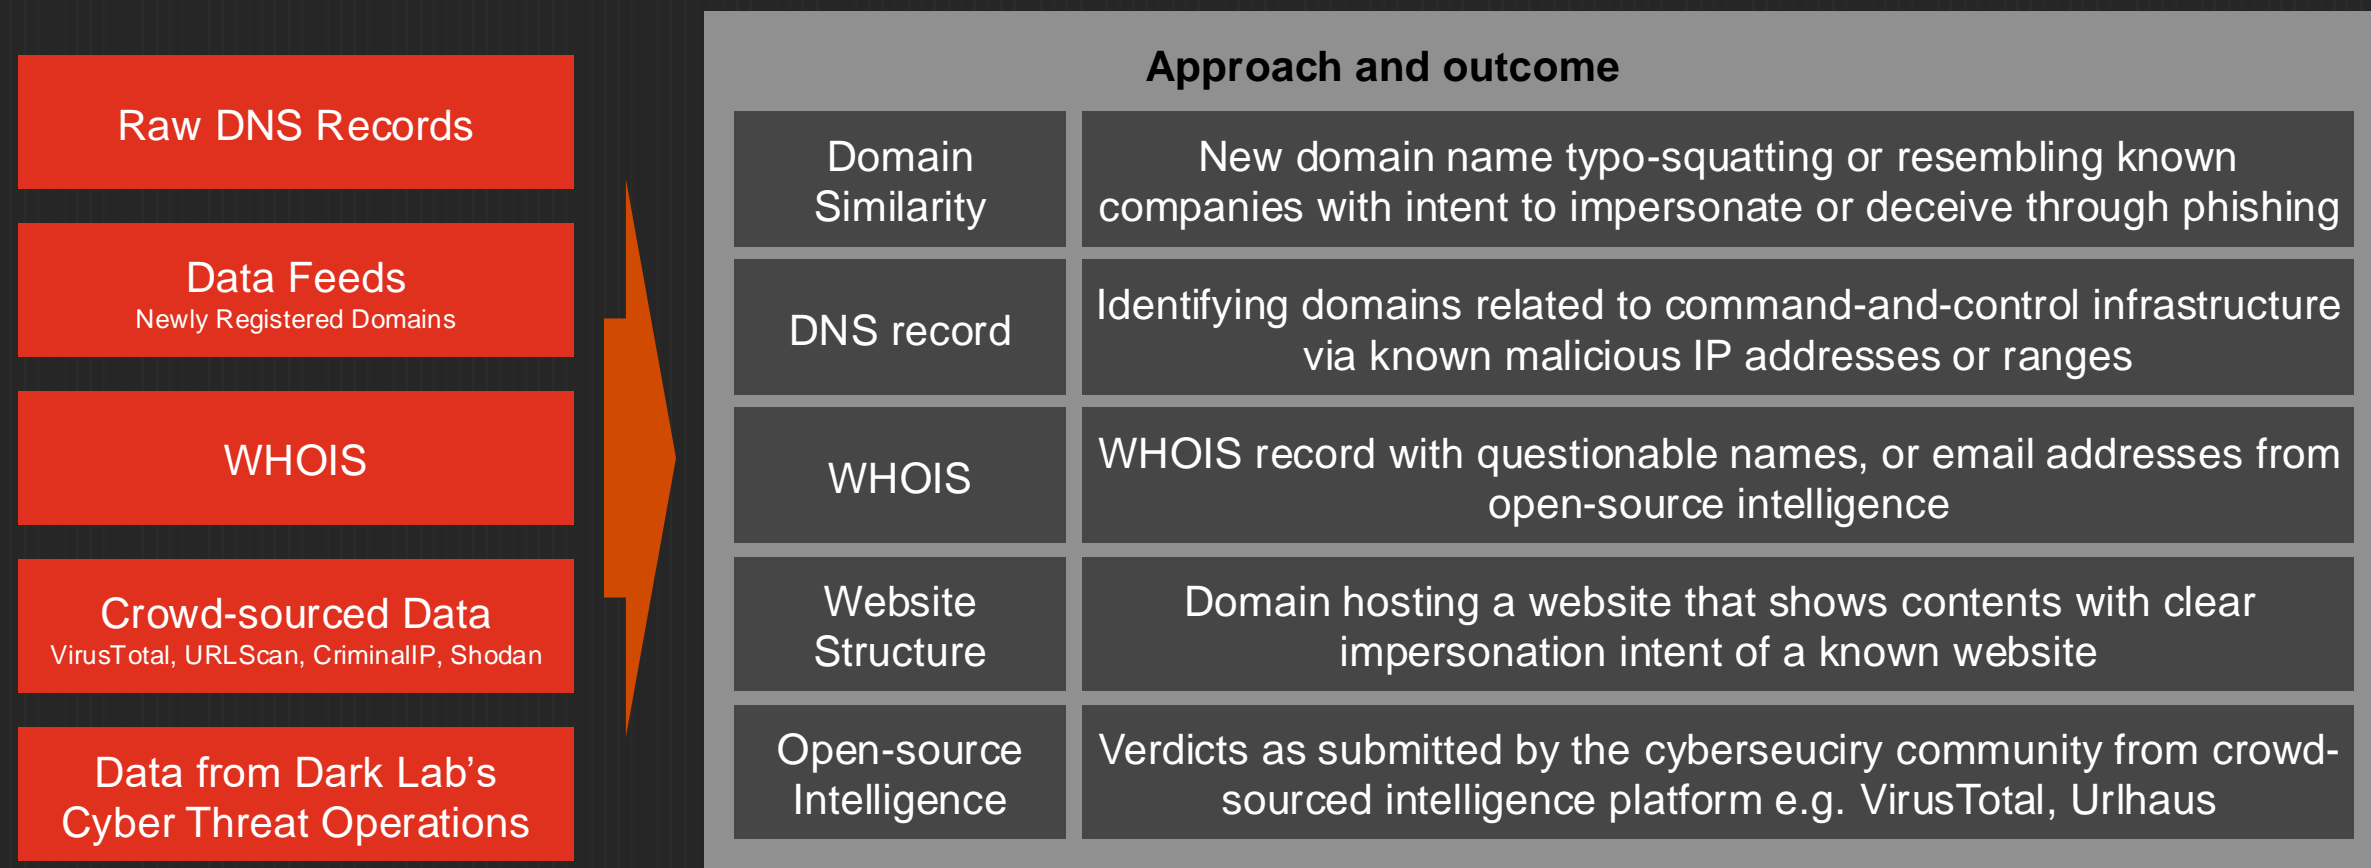 Raw DNS Records
Data Feeds
Newly Registered Domains
WHOIS
Crowd-sourced Data
VirusTotal, URLScan, CriminalIP, Shodan
Data from Dark Lab’s
Cyber Threat Operations
Approach and outcome
Domain
Similarity
New domain name typo-squatting or resembling known
companies with intent to impersonate or deceive through phishing
DNS record
Identifying domains related to command-and-control infrastructure
via known malicious IP addresses or ranges
WHOIS
WHOIS record with questionable names, or email addresses from
open-source intelligence
Website
Structure
Domain hosting a website that shows contents with clear
impersonation intent of a known website
Open-source
Intelligence
Verdicts as submitted by the cyberseuciry community from crowd-
sourced intelligence platform e.g. VirusTotal, Urlhaus